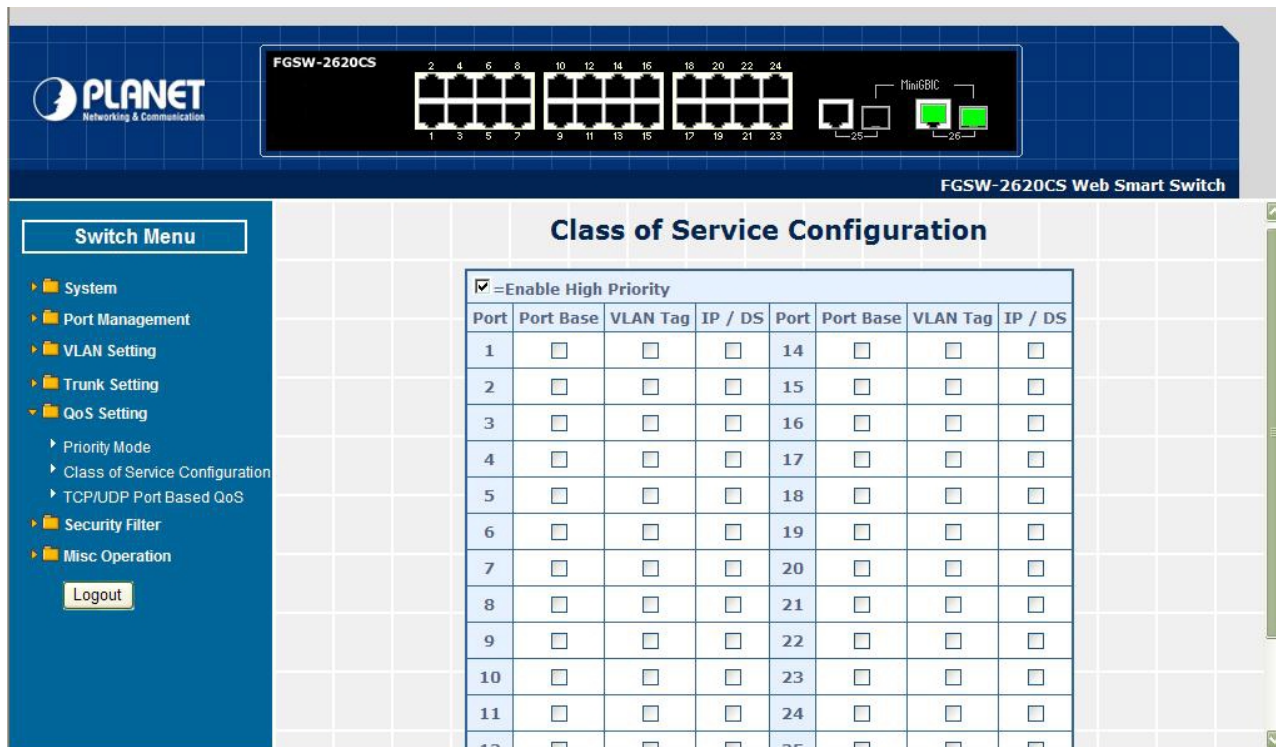 PLANET
Networking & Communication
FGSW-2620CS
2 4 6 8 10 12 14 16 18 20 22 24
MiniGBIC
1 3 5 7 9 11 13 15 17 19 21 23
25 26
FGSW-2620CS Web Smart Switch
Switch Menu
System
Port Management
VLAN Setting
Trunk Setting
QoS Setting
Priority Mode
Class of Service Configuration
TCP/UDP Port Based QoS
Security Filter
Misc Operation
Logout
Class of Service Configuration
=Enable High Priority
Port Port Base VLAN Tag IP / DS Port Port Base VLAN Tag IP / DS
1 14
2 15
3 16
4 17
5 18
6 19
7 20
8 21
9 22
10 23
11 24